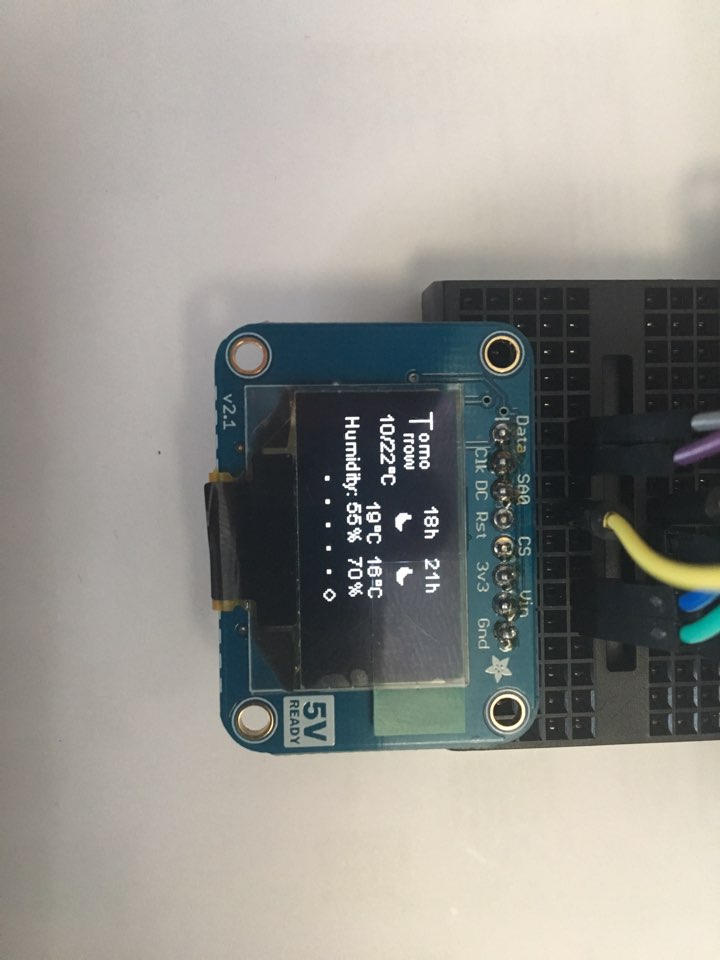 Data SA0 CS Vin
Clk DC Rst 3v3 Gnd
Tomo
rrow
18h 21h
10/22°C 19°C 16°C
Humidity: 55% 70%
v2.1
5V
READY